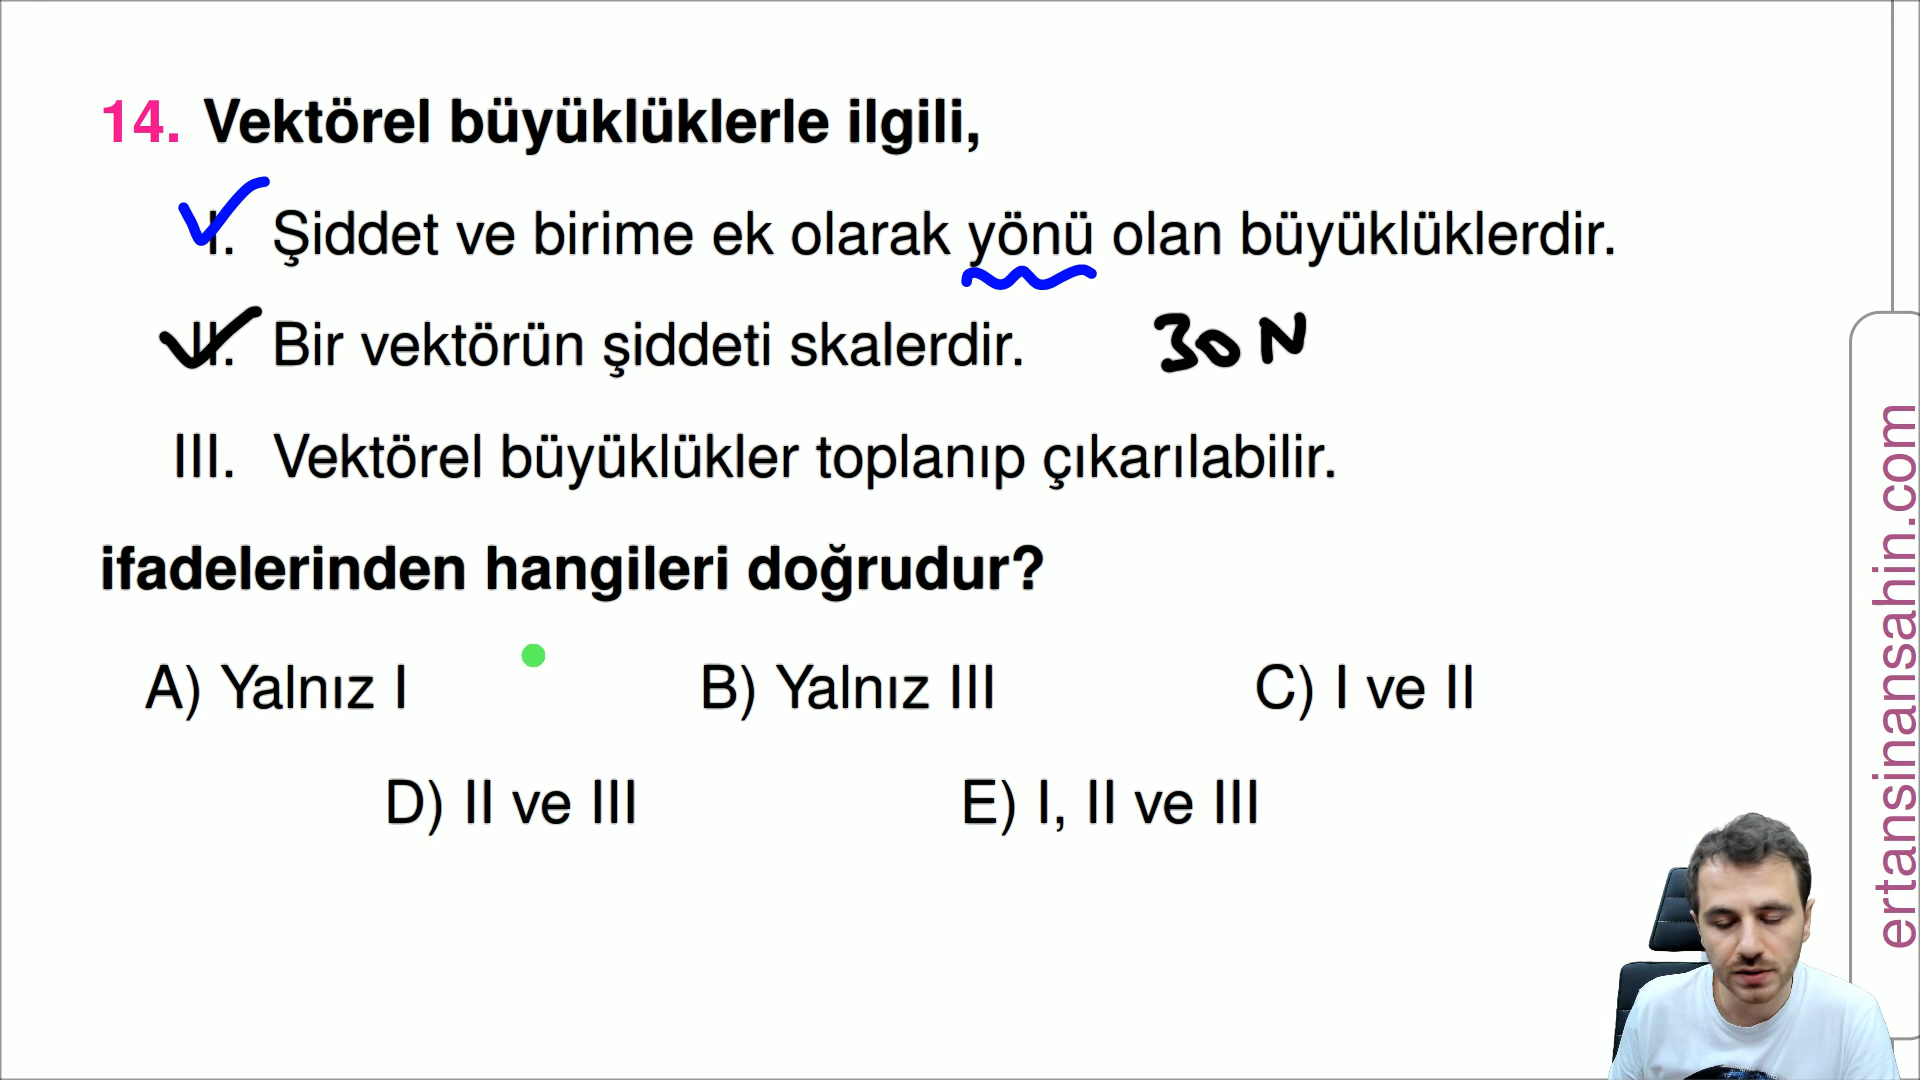 14. Vektörel büyüklüklerle ilgili,
I. Şiddet ve birime ek olarak yönü olan büyüklüklerdir.
II. Bir vektörün şiddeti skalerdir. 30 N
III. Vektörel büyüklükler toplanıp çıkarılabilir.
ifadelerinden hangileri doğrudur?
A) Yalnız I B) Yalnız III C) I ve II
D) II ve III E) I, II ve III
ertansinansahin.com